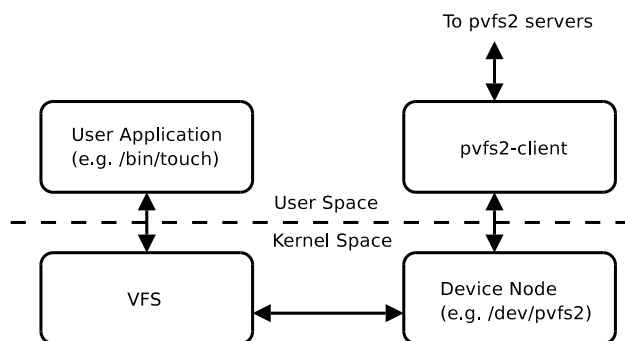 To pvfs2 servers
User Application
(e.g. /bin/touch)
pvfs2-client
User Space
Kernel Space
VFS
Device Node
(e.g. /dev/pvfs2)